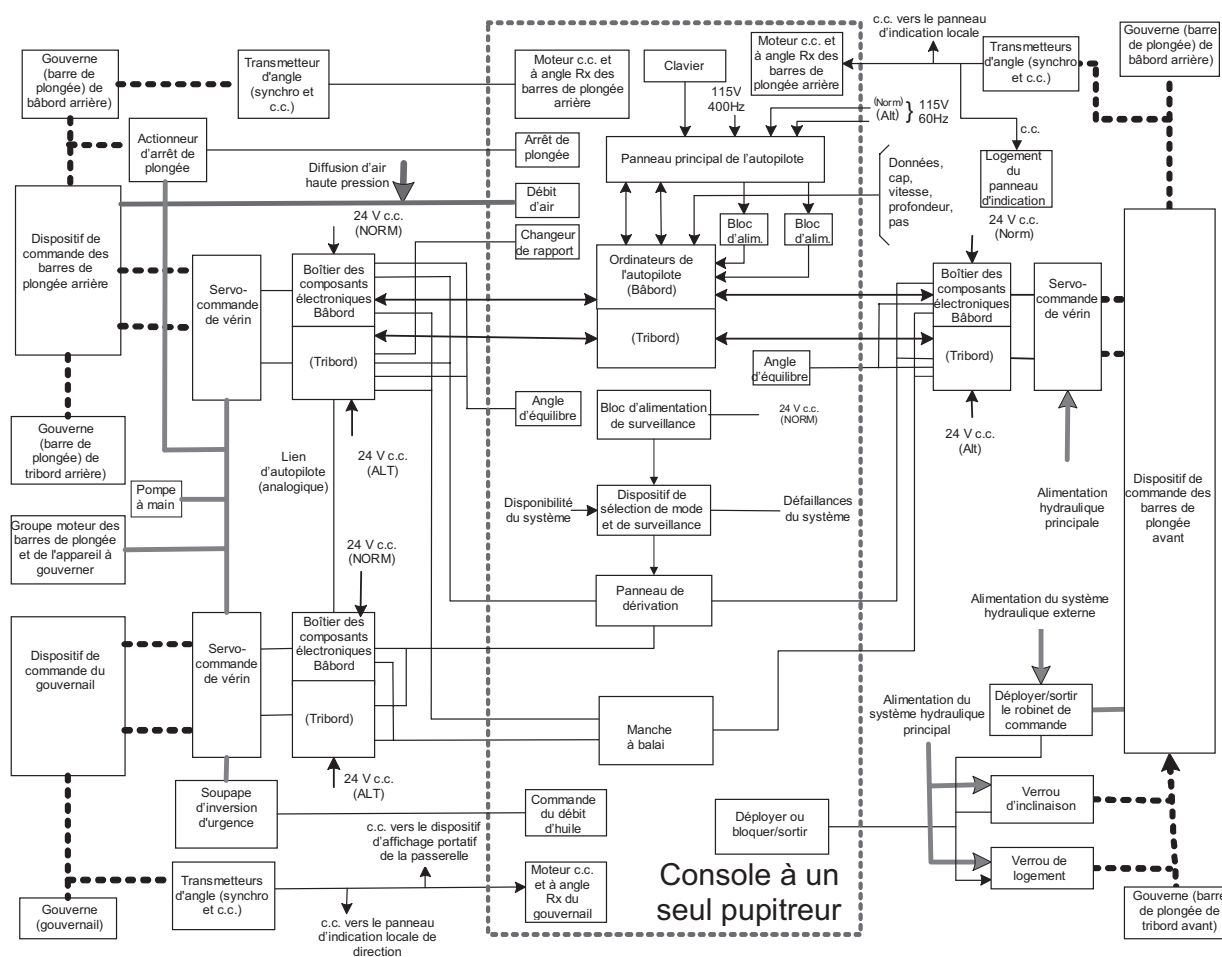 Gouverne (barre
de plongée) de
bâbord arrière)
Transmetteur
d'angle (synchro et
c.c.)
Moteur c.c. et
à angle Rx des
barres de plongée
arrière
Clavier
Moteur c.c. et
à angle Rx des
barres de plongée
arrière
c.c. vers le panneau
d'indication locale
Transmetteurs
d'angle (synchro
et c.c.)
Gouverne (barre
de plongée) de
bâbord arrière)
115V
400Hz
(Norm)
(Alt)
}
115V
60Hz
c.c.
Actionneur
d'arrêt de
plongée
Arrêt de
plongée
Panneau principal de l'autopilote
Logement
du
panneau
d'indication
Diffusion d'air
haute pression
Débit
d'air
Données,
cap,
vitesse,
profondeur,
pas
Bloc
d'alim.
Bloc
d'alim.
Dispositif de
commande des
barres de
plongée arrière
24 V c.c.
(NORM)
Changeur
de rapport
24 V c.c.
(Norm)
Servo-
commande
de vérin
Boîtier des
composants
électroniques
Bâbord
(Tribord)
Ordinateurs de
l'autopilote
(Bâbord)
(Tribord)
Boîtier des
composants
électroniques
Bâbord
(Tribord)
Servo-
commande
de vérin
Angle
d'équilibre
Gouverne
(barre de
plongée) de
tribord arrière)
Angle
d'équilibre
Bloc d'alimentation
de surveillance
24 V c.c.
(NORM)
24 V c.c.
(Alt)
Lien
d'autopilote
(analogique)
24 V c.c.
(ALT)
Pompe
à main
Disponibilité
du système
Dispositif de
sélection de mode
et de surveillance
Défaillances
du système
Alimentation
hydraulique
principale
Dispositif de
commande des
barres de
plongée
avant
Groupe moteur des
barres de plongée
et de l'appareil à
gouverner
24 V c.c.
(NORM)
Panneau de
dérivation
Alimentation du système
hydraulique externe
Dispositif de
commande du
gouvernail
Servo-
commande
de vérin
Boîtier des
composants
électroniques
Bâbord
(Tribord)
Manche
à balai
Alimentation du
système hydraulique
principal
Déployer/sortir
le robinet de
commande
24 V c.c.
(ALT)
Soupape
d'inversion
d'urgence
Commande
du débit
d'huile
Déployer ou
bloquer/sortir
Verrou
d'inclinaison
c.c. vers le dispositif
d'affichage portatif
de la passerelle
Verrou de
logement
Transmetteurs
d'angle (synchro
et c.c.)
Moteur c.c.
et à angle
Rx du
gouvernail
Console à un
seul pupitreur
Gouverne
(gouvernail)
c.c. vers le panneau
d'indication locale de
direction
Gouverne (barre
de plongée de
tribord avant)